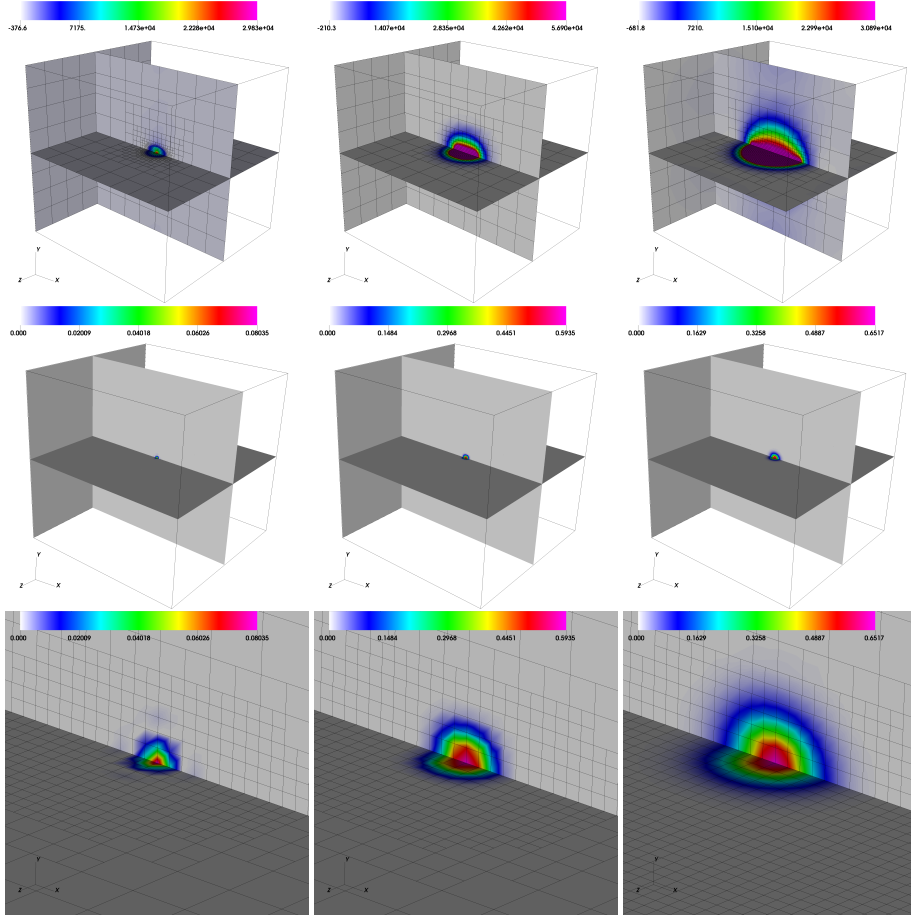 -376.6 7175. 1.473e+04 2.228e+04 2.983e+04
-210.3 1.407e+04 2.835e+04 4.262e+04 5.690e+04
-681.8 7210. 1.510e+04 2.299e+04 3.089e+04
Y
Z X
Y
Z X
Y
Z X
0.000 0.02009 0.04018 0.06026 0.08035
0.000 0.1484 0.2968 0.4451 0.5935
0.000 0.1629 0.3258 0.4887 0.6517
Y
Z X
Y
Z X
Y
Z X
0.000 0.02009 0.04018 0.06026 0.08035
0.000 0.1484 0.2968 0.4451 0.5935
0.000 0.1629 0.3258 0.4887 0.6517
Y
Z X
Y
Z X
Y
Z X